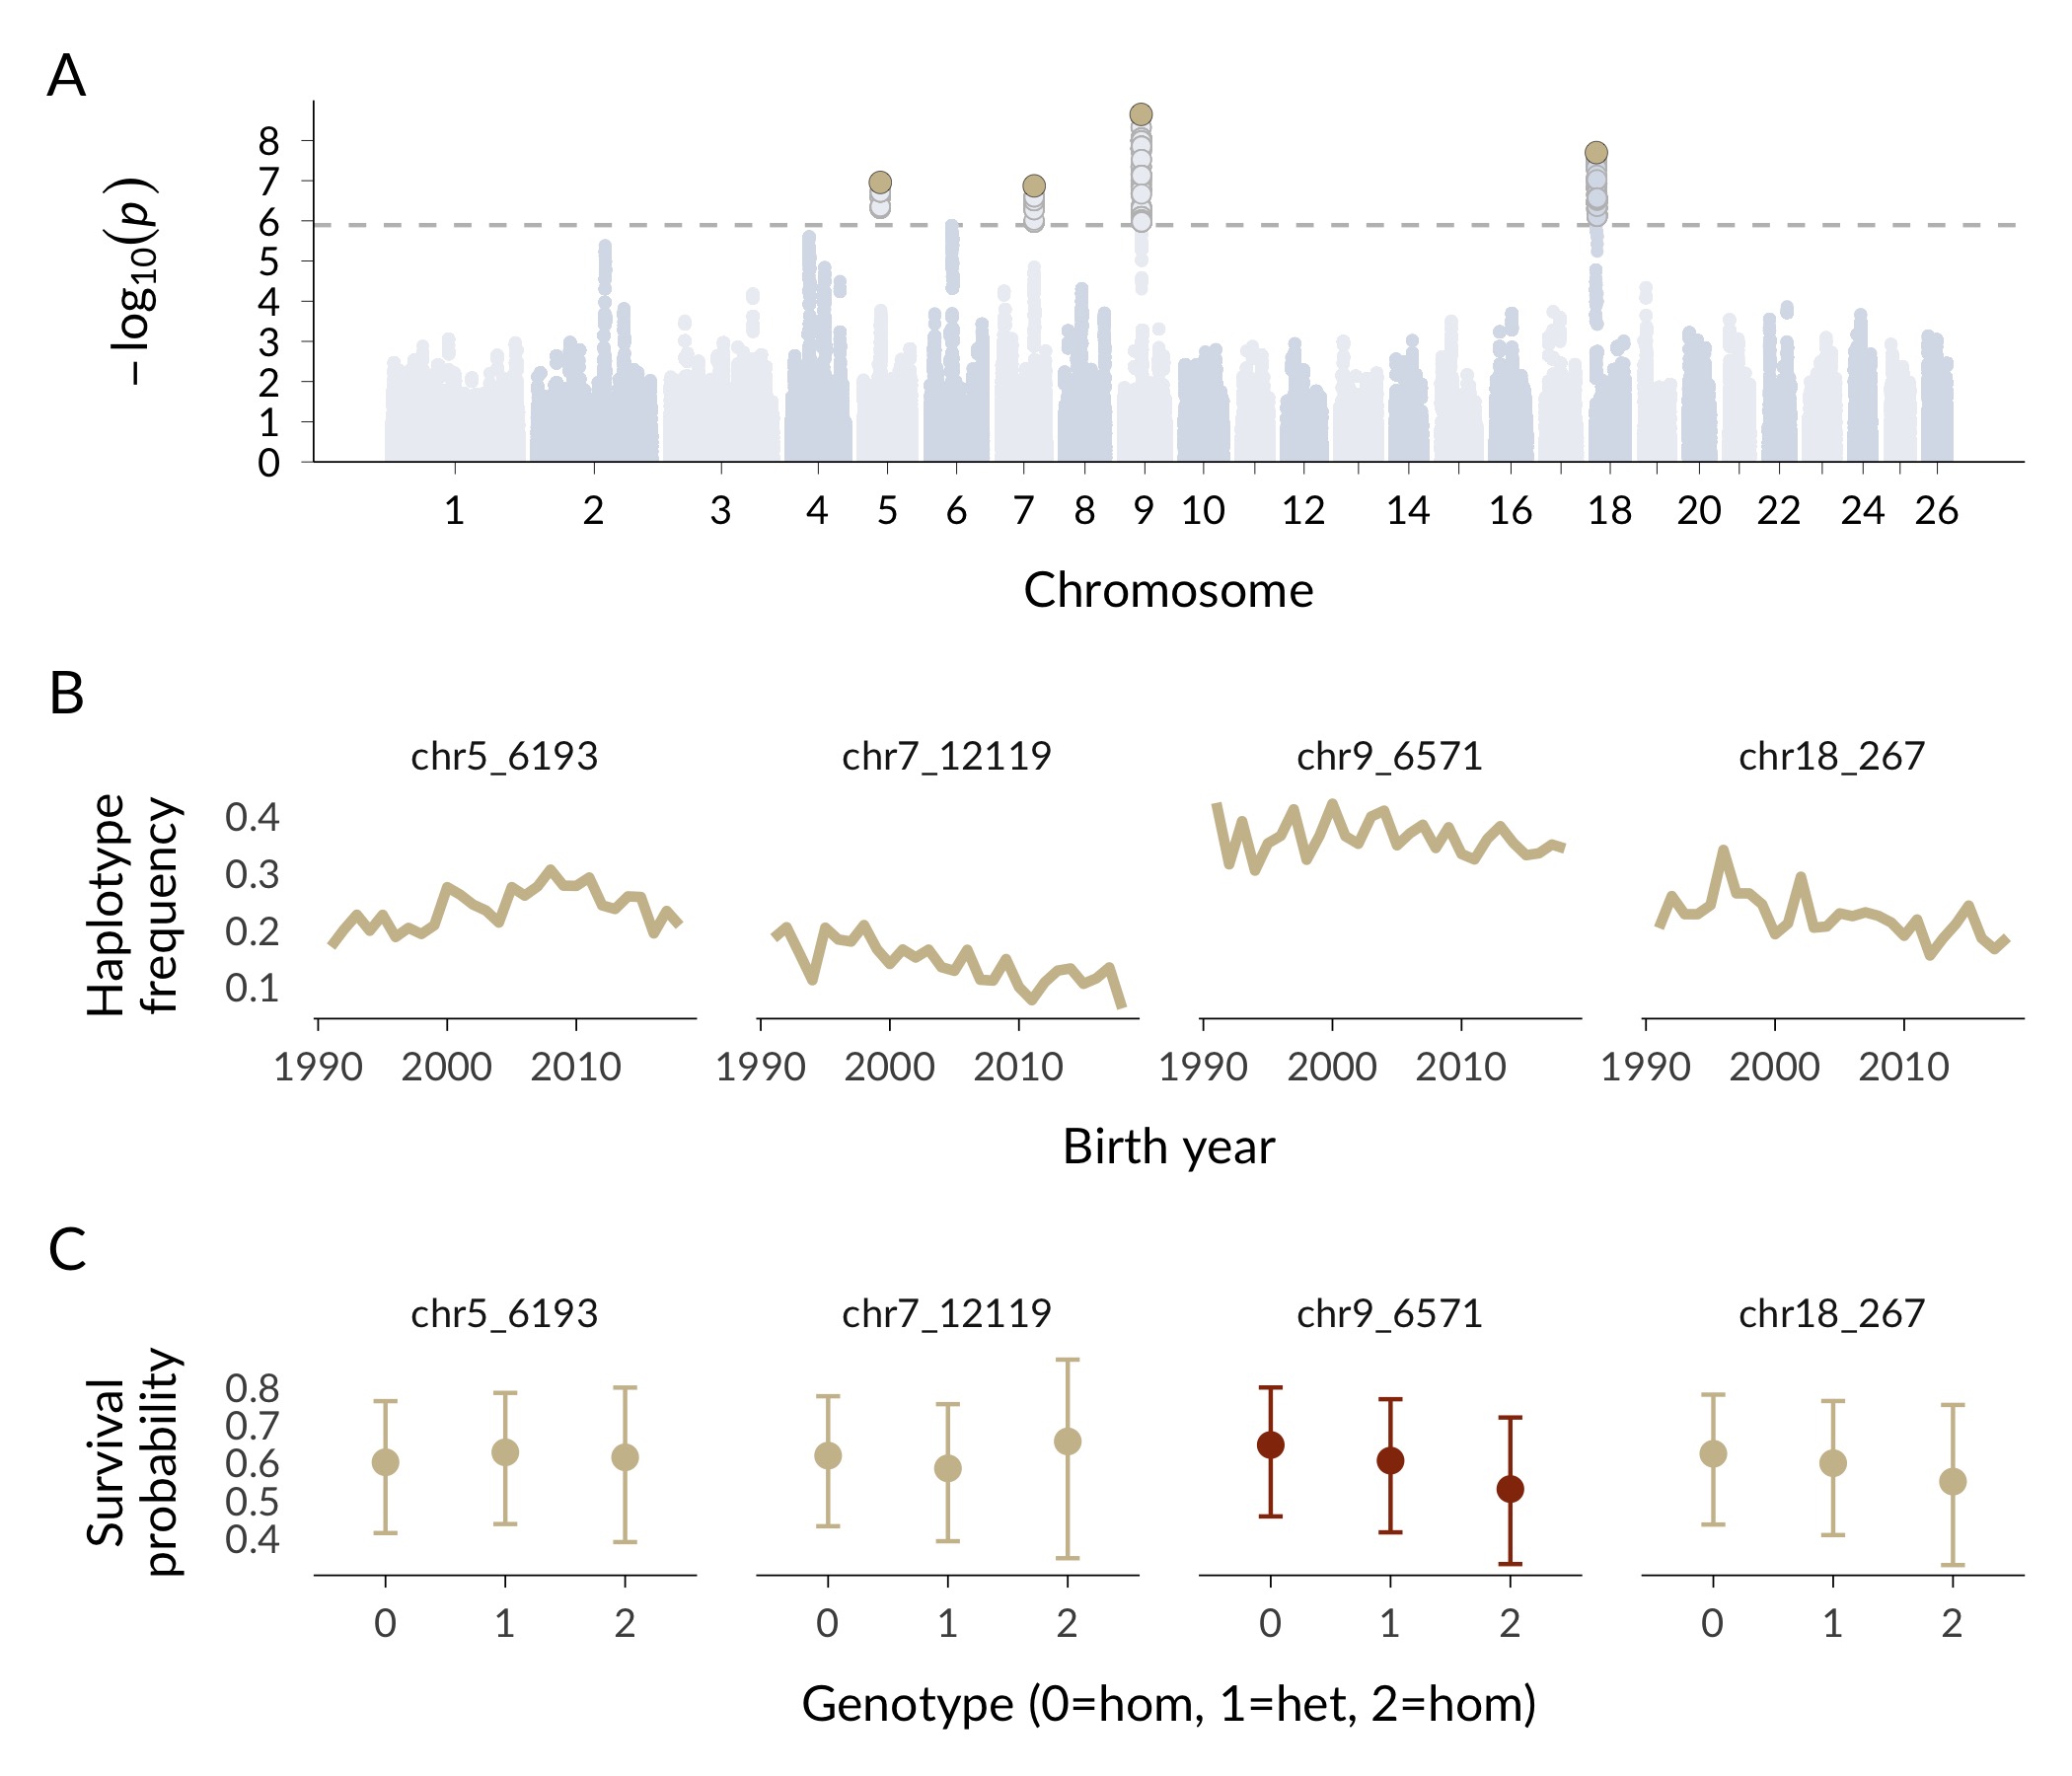 A
− log10(p)
8
7
6
5
4
3
2
1
0
1 2 3 4 5 6 7 8 9 10 12 14 16 18 20 22 24 26
Chromosome
B
chr5_6193 chr7_12119 chr9_6571 chr18_267
Haplotype
frequency
0.4
0.3
0.2
0.1
1990 2000 2010 1990 2000 2010 1990 2000 2010 1990 2000 2010
Birth year
C
chr5_6193 chr7_12119 chr9_6571 chr18_267
Survival
probability
0.8
0.7
0.6
0.5
0.4
0 1 2 0 1 2 0 1 2 0 1 2
Genotype (0=hom, 1=het, 2=hom)